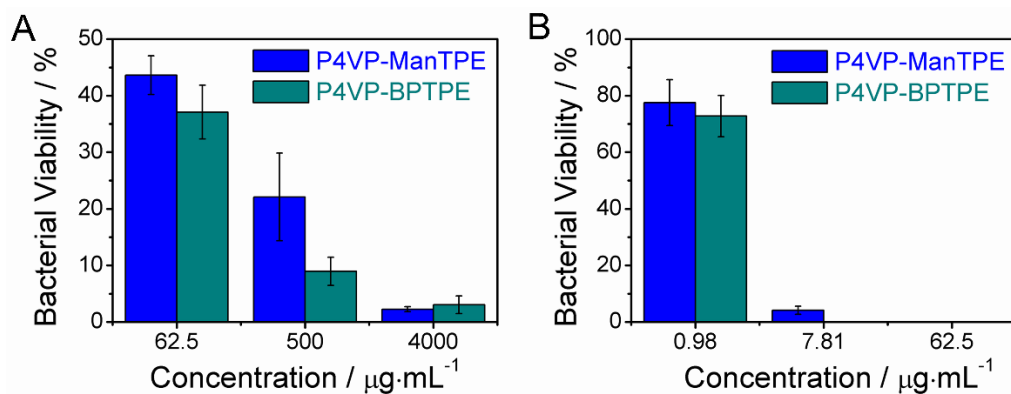 A
Bacterial Viability / %
50
40
30
20
10
0
P4VP-ManTPE
P4VP-BPTPE
62.5 500 4000
Concentration / μg·mL⁻¹
B
Bacterial Viability / %
100
80
60
40
20
0
P4VP-ManTPE
P4VP-BPTPE
0.98 7.81 62.5
Concentration / μg·mL⁻¹